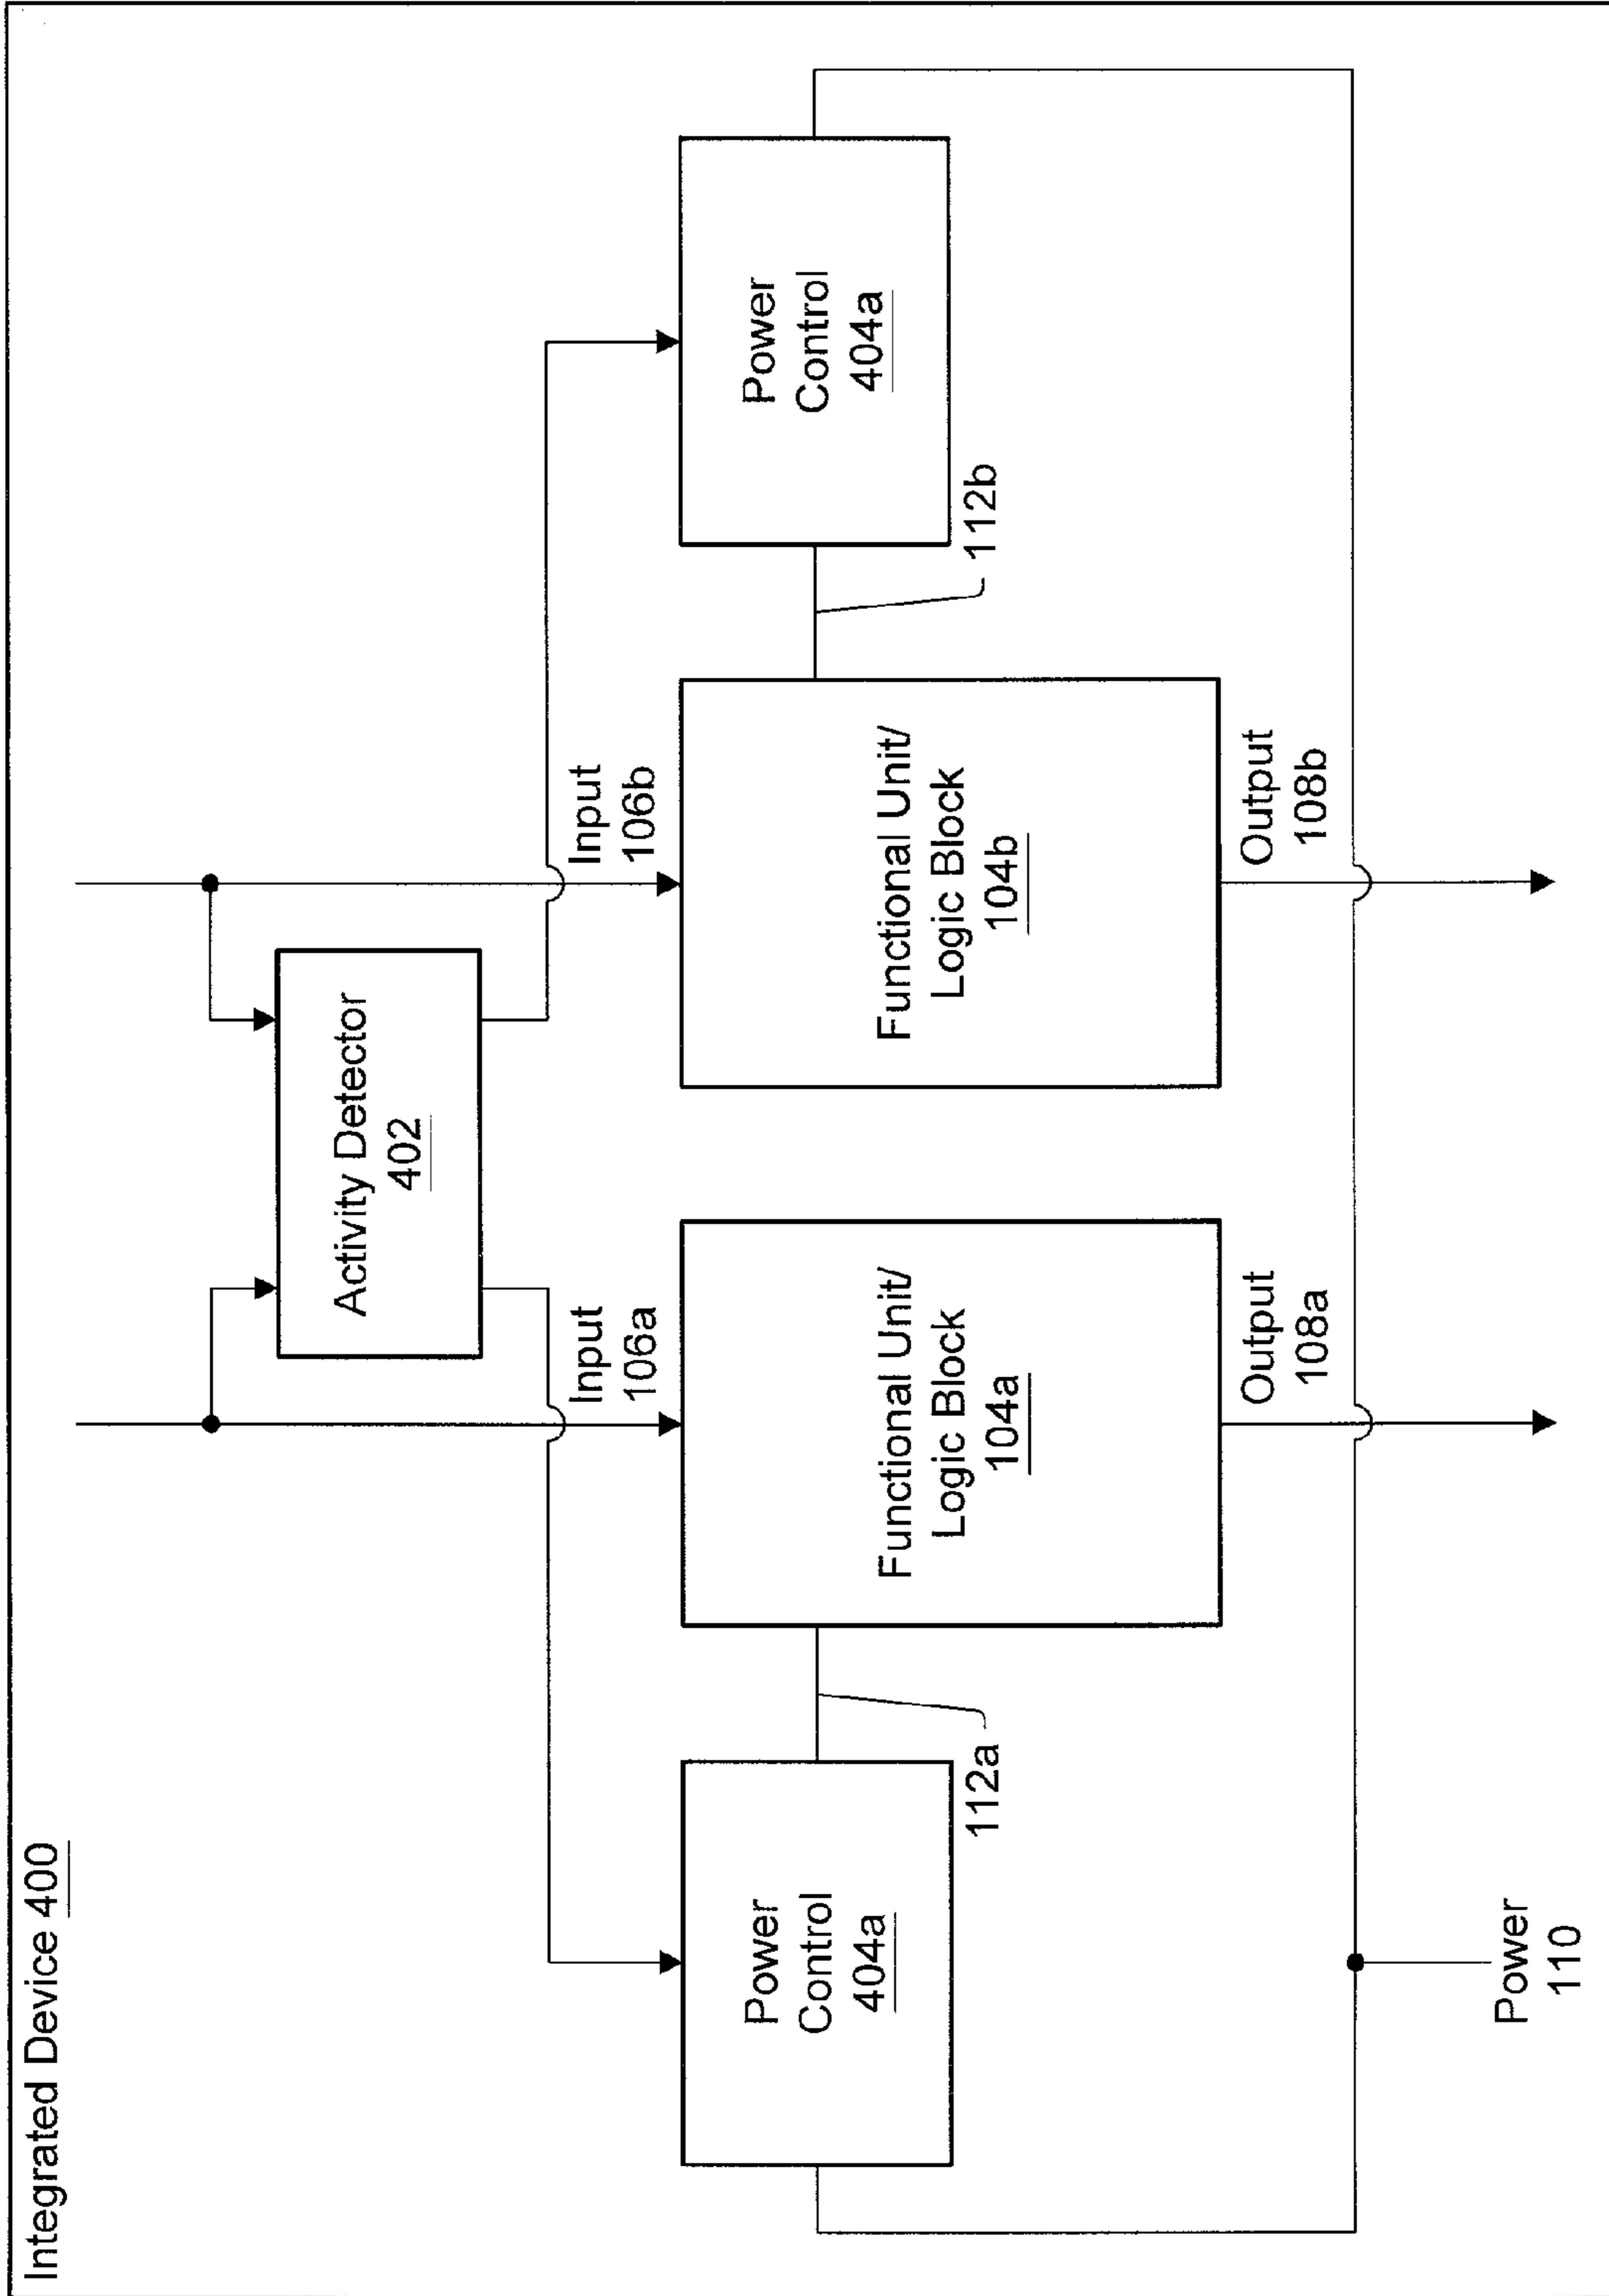 Integrated Device 400
Activity Detector
402
Input
106a
Input
106b
Power
Control
404a
Functional Unit/
Logic Block
104a
Functional Unit/
Logic Block
104b
Power
Control
404a
112a
112b
Output
108a
Output
108b
Power
110